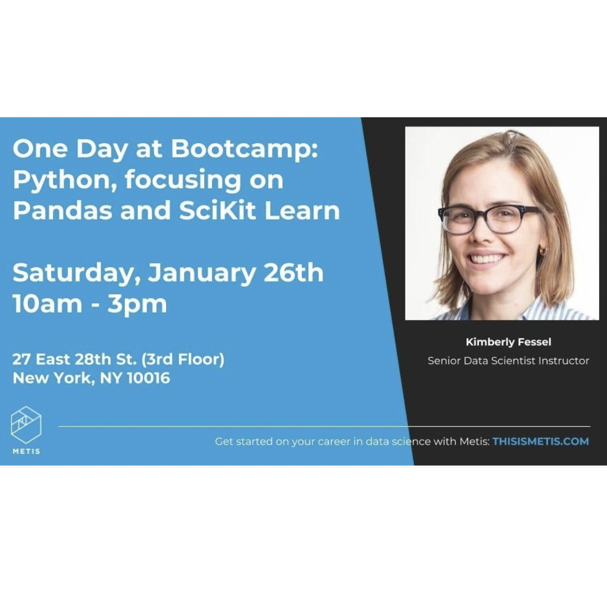 One Day at Bootcamp:
Python, focusing on
Pandas and SciKit Learn
Saturday, January 26th
10am - 3pm
27 East 28th St. (3rd Floor)
New York, NY 10016
Kimberly Fessel
Senior Data Scientist Instructor
METIS
Get started on your career in data science with Metis: THISISMETIS.COM